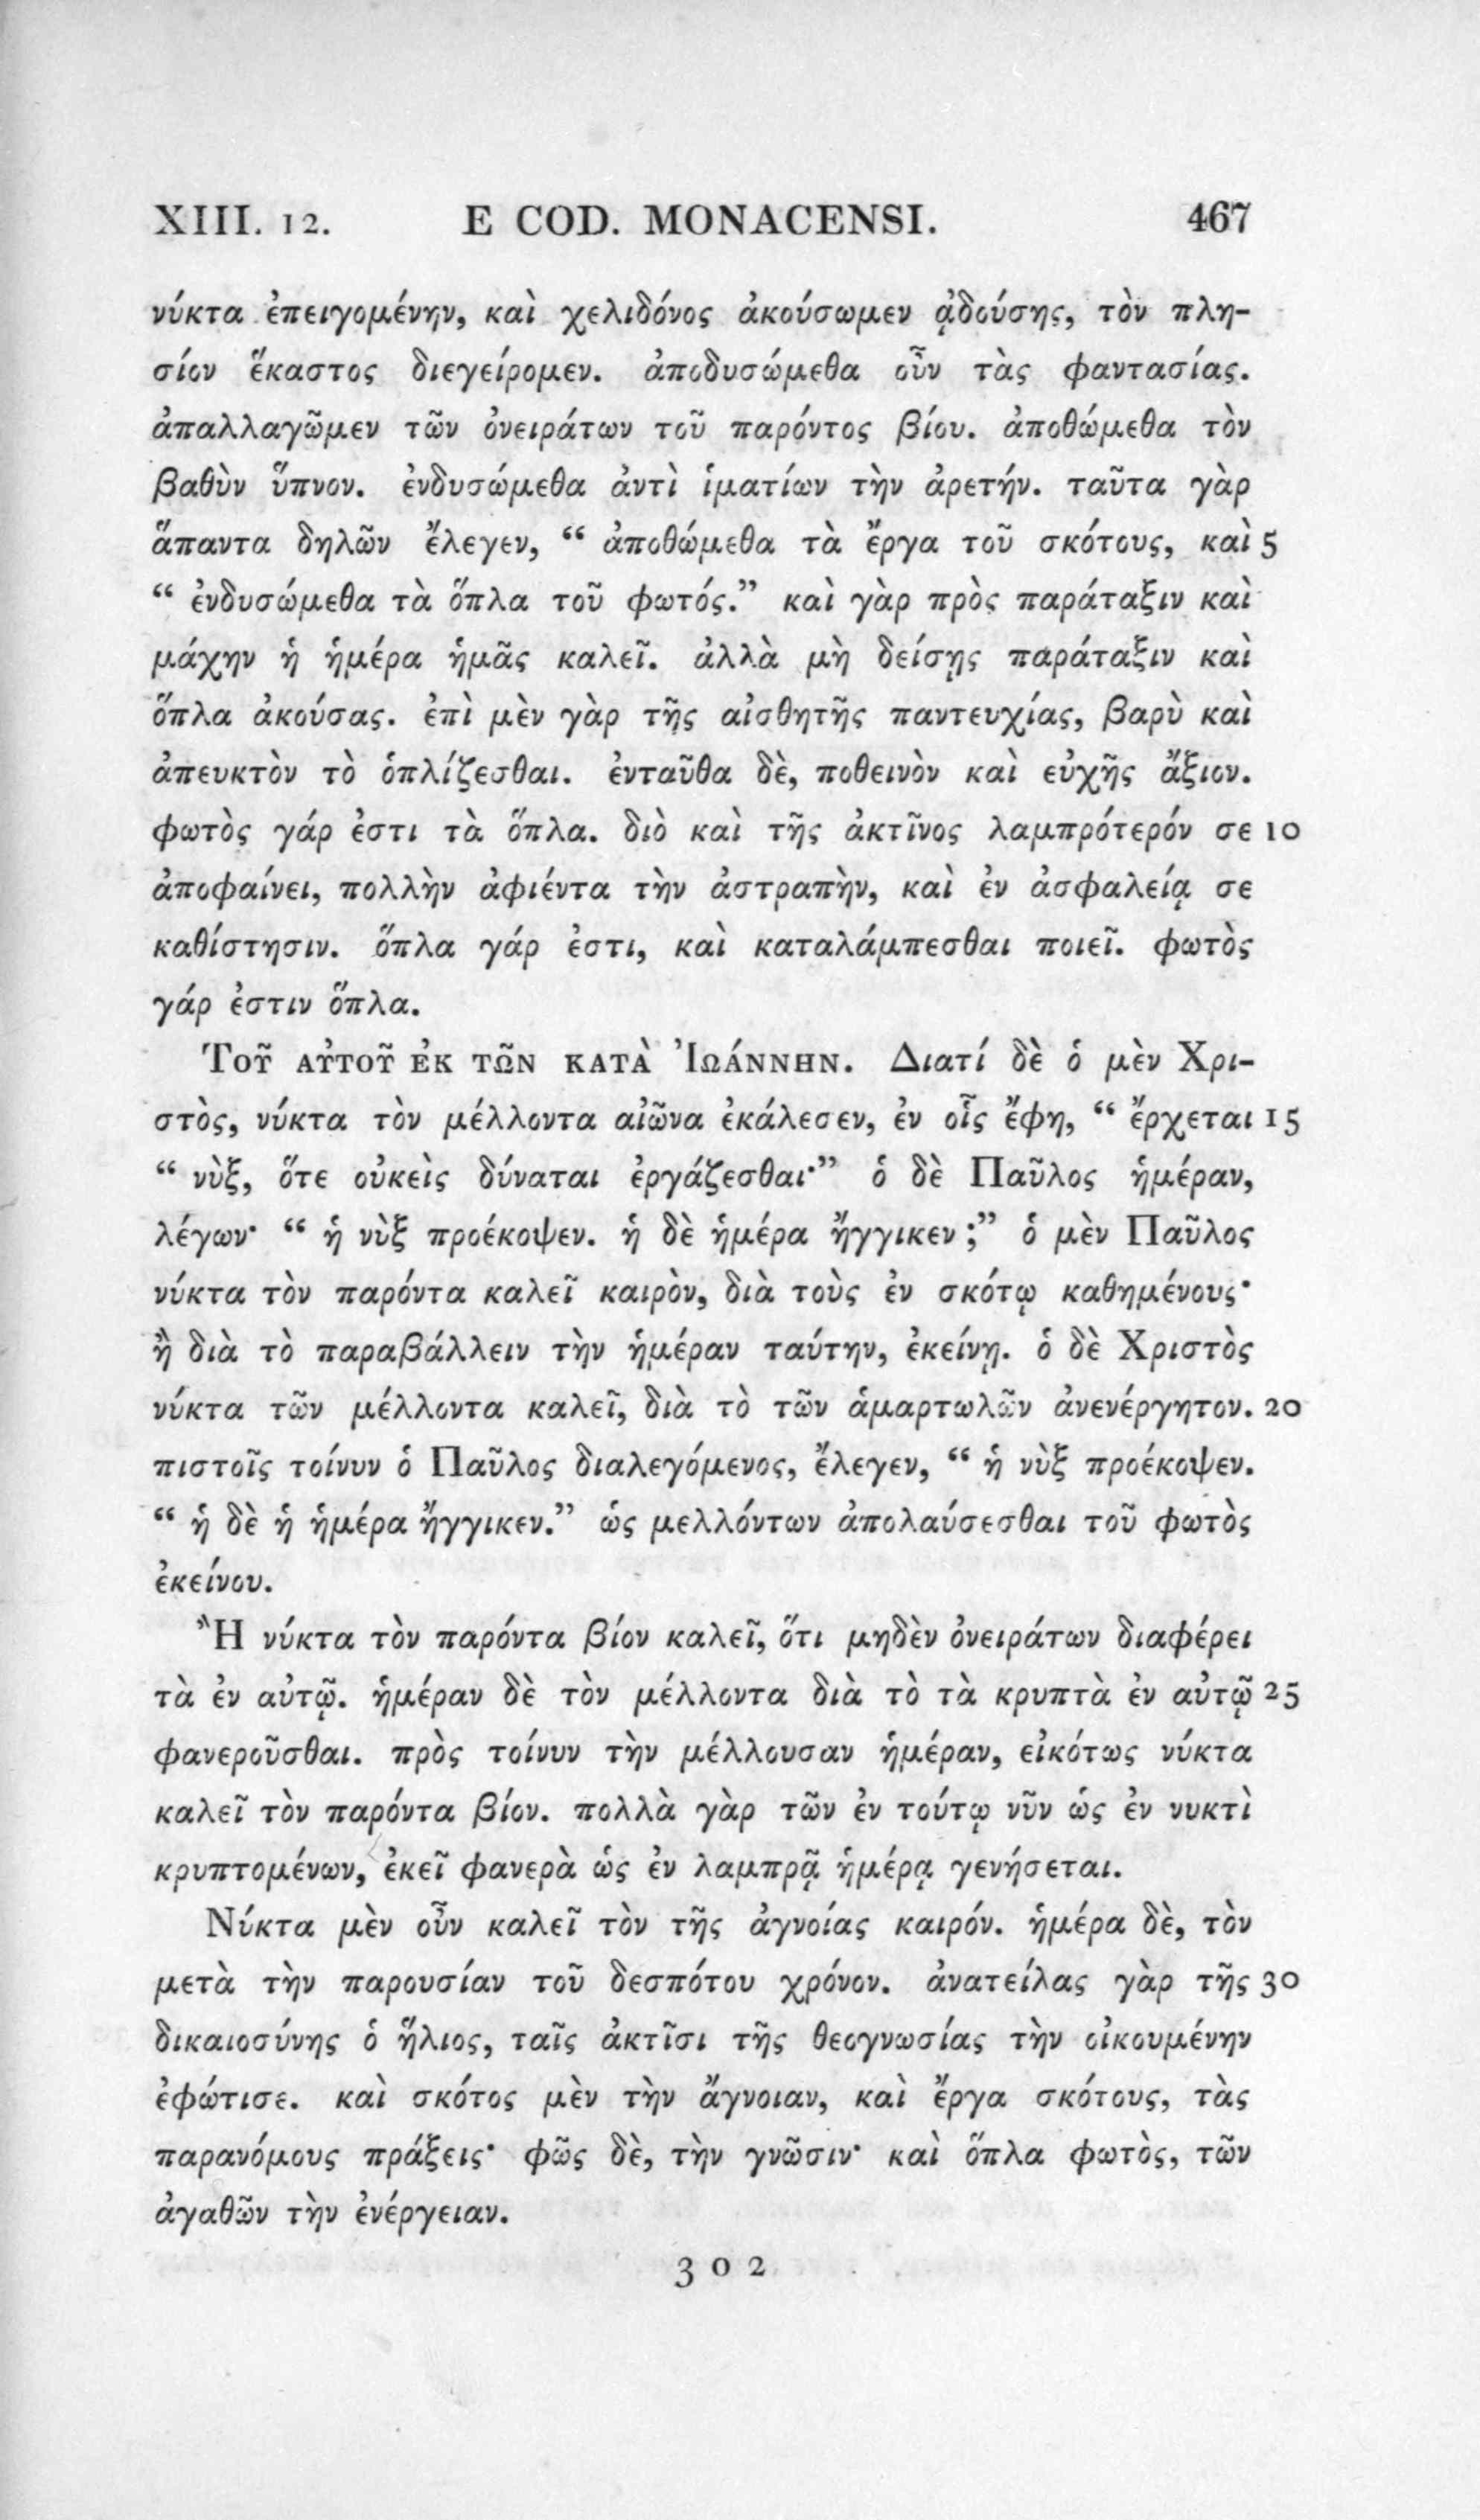 XIII. 12. E COD. MONACENSI. 467
νύκτα ἐπειγομένην, καὶ χελιδόνος ἀκούσωμεν ᾀδούσης, τὸν πλη-
σίον ἕκαστος διεγείρομεν. ἀποδυσώμεθα οὖν τὰς φαντασίας.
ἀπαλλαγῶμεν τῶν ὀνειράτων τοῦ παρόντος βίου. ἀποθώμεθα τὸν
βαθὺν ὕπνον. ἐνδυσώμεθα ἀντὶ ἱματίων τὴν ἀρετήν. ταῦτα γὰρ
ἅπαντα δηλῶν ἔλεγεν, “ ἀποθώμεθα τὰ ἔργα τοῦ σκότους, καὶ 5
“ ἐνδυσώμεθα τὰ ὅπλα τοῦ φωτός.” καὶ γὰρ πρὸς παράταξιν καὶ
μάχην ἡ ἡμέρα ἡμᾶς καλεῖ. ἀλλὰ μὴ δείσῃς παράταξιν καὶ
ὅπλα ἀκούσας. ἐπὶ μὲν γὰρ τῆς αἰσθητῆς παντευχίας, βαρὺ καὶ
ἀπευκτὸν τὸ ὁπλίζεσθαι. ἐνταῦθα δὲ, ποθεινὸν καὶ εὐχῆς ἄξιον.
φωτὸς γάρ ἐστι τὰ ὅπλα. διὸ καὶ τῆς ἀκτῖνος λαμπρότερόν σε 10
ἀποφαίνει, πολλὴν ἀφιέντα τὴν ἀστραπὴν, καὶ ἐν ἀσφαλείᾳ σε
καθίστησιν. ὅπλα γάρ ἐστι, καὶ καταλάμπεσθαι ποιεῖ. φωτὸς
γάρ ἐστιν ὅπλα.
Τοῦ αὐτοῦ ἐκ τῶν κατὰ Ἰωάννην. Διατί δὲ ὁ μὲν Χρι-
στὸς, νύκτα τὸν μέλλοντα αἰῶνα ἐκάλεσεν, ἐν οἷς ἔφη, “ ἔρχεται 15
“ νὺξ, ὅτε οὐκεὶς δύναται ἐργάζεσθαι·” ὁ δὲ Παῦλος ἡμέραν,
λέγων· “ ἡ νὺξ προέκοψεν. ἡ δὲ ἡμέρα ἤγγικεν ;” ὁ μὲν Παῦλος
νύκτα τὸν παρόντα καλεῖ καιρὸν, διὰ τοὺς ἐν σκότῳ καθημένους·
ἢ διὰ τὸ παραβάλλειν τὴν ἡμέραν ταύτην, ἐκείνῃ. ὁ δὲ Χριστὸς
νύκτα τῶν μέλλοντα καλεῖ, διὰ τὸ τῶν ἁμαρτωλῶν ἀνενέργητον. 20
πιστοῖς τοίνυν ὁ Παῦλος διαλεγόμενος, ἔλεγεν, “ ἡ νὺξ προέκοψεν.
“ ἡ δὲ ἡ ἡμέρα ἤγγικεν.” ὡς μελλόντων ἀπολαύσεσθαι τοῦ φωτὸς
ἐκείνου.
Ἢ νύκτα τὸν παρόντα βίον καλεῖ, ὅτι μηδὲν ὀνειράτων διαφέρει
τὰ ἐν αὐτῷ. ἡμέραν δὲ τὸν μέλλοντα διὰ τὸ τὰ κρυπτὰ ἐν αὐτῷ 25
φανεροῦσθαι. πρὸς τοίνυν τὴν μέλλουσαν ἡμέραν, εἰκότως νύκτα
καλεῖ τὸν παρόντα βίον. πολλὰ γὰρ τῶν ἐν τούτῳ νῦν ὡς ἐν νυκτὶ
κρυπτομένων, ἐκεῖ φανερὰ ὡς ἐν λαμπρᾷ ἡμέρᾳ γενήσεται.
Νύκτα μὲν οὖν καλεῖ τὸν τῆς ἀγνοίας καιρόν. ἡμέρα δὲ, τὸν
μετὰ τὴν παρουσίαν τοῦ δεσπότου χρόνον. ἀνατείλας γὰρ τῆς 30
δικαιοσύνης ὁ ἥλιος, ταῖς ἀκτῖσι τῆς θεογνωσίας τὴν οἰκουμένην
ἐφώτισε. καὶ σκότος μὲν τὴν ἄγνοιαν, καὶ ἔργα σκότους, τὰς
παρανόμους πράξεις· φῶς δὲ, τὴν γνῶσιν· καὶ ὅπλα φωτὸς, τῶν
ἀγαθῶν τὴν ἐνέργειαν.
3 0 2